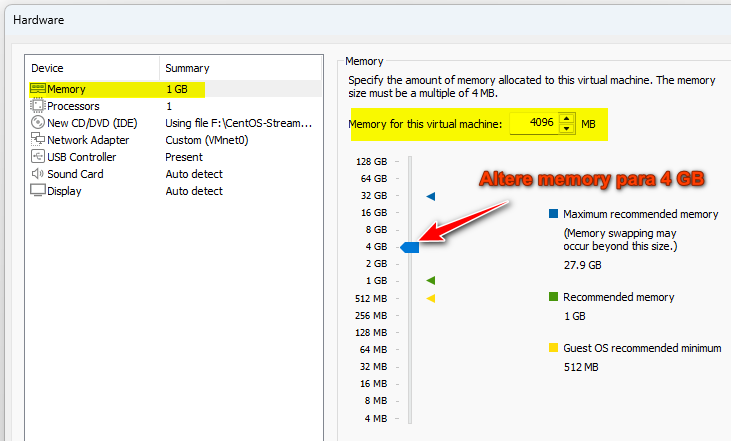 Hardware
Device Summary
Memory 1 GB
Processors 1
New CD/DVD (IDE) Using file F:\CentOS-Stream...
Network Adapter Custom (VMnet0)
USB Controller Present
Sound Card Auto detect
Display Auto detect
Memory
Specify the amount of memory allocated to this virtual machine. The memory
size must be a multiple of 4 MB.
Memory for this virtual machine: 4096 MB
128 GB
64 GB
32 GB
16 GB
8 GB
4 GB
2 GB
1 GB
512 MB
256 MB
128 MB
64 MB
32 MB
16 MB
8 MB
4 MB
Altere memory para 4 GB
Maximum recommended memory
(Memory swapping may
occur beyond this size.)
27.9 GB
Recommended memory
1 GB
Guest OS recommended minimum
512 MB